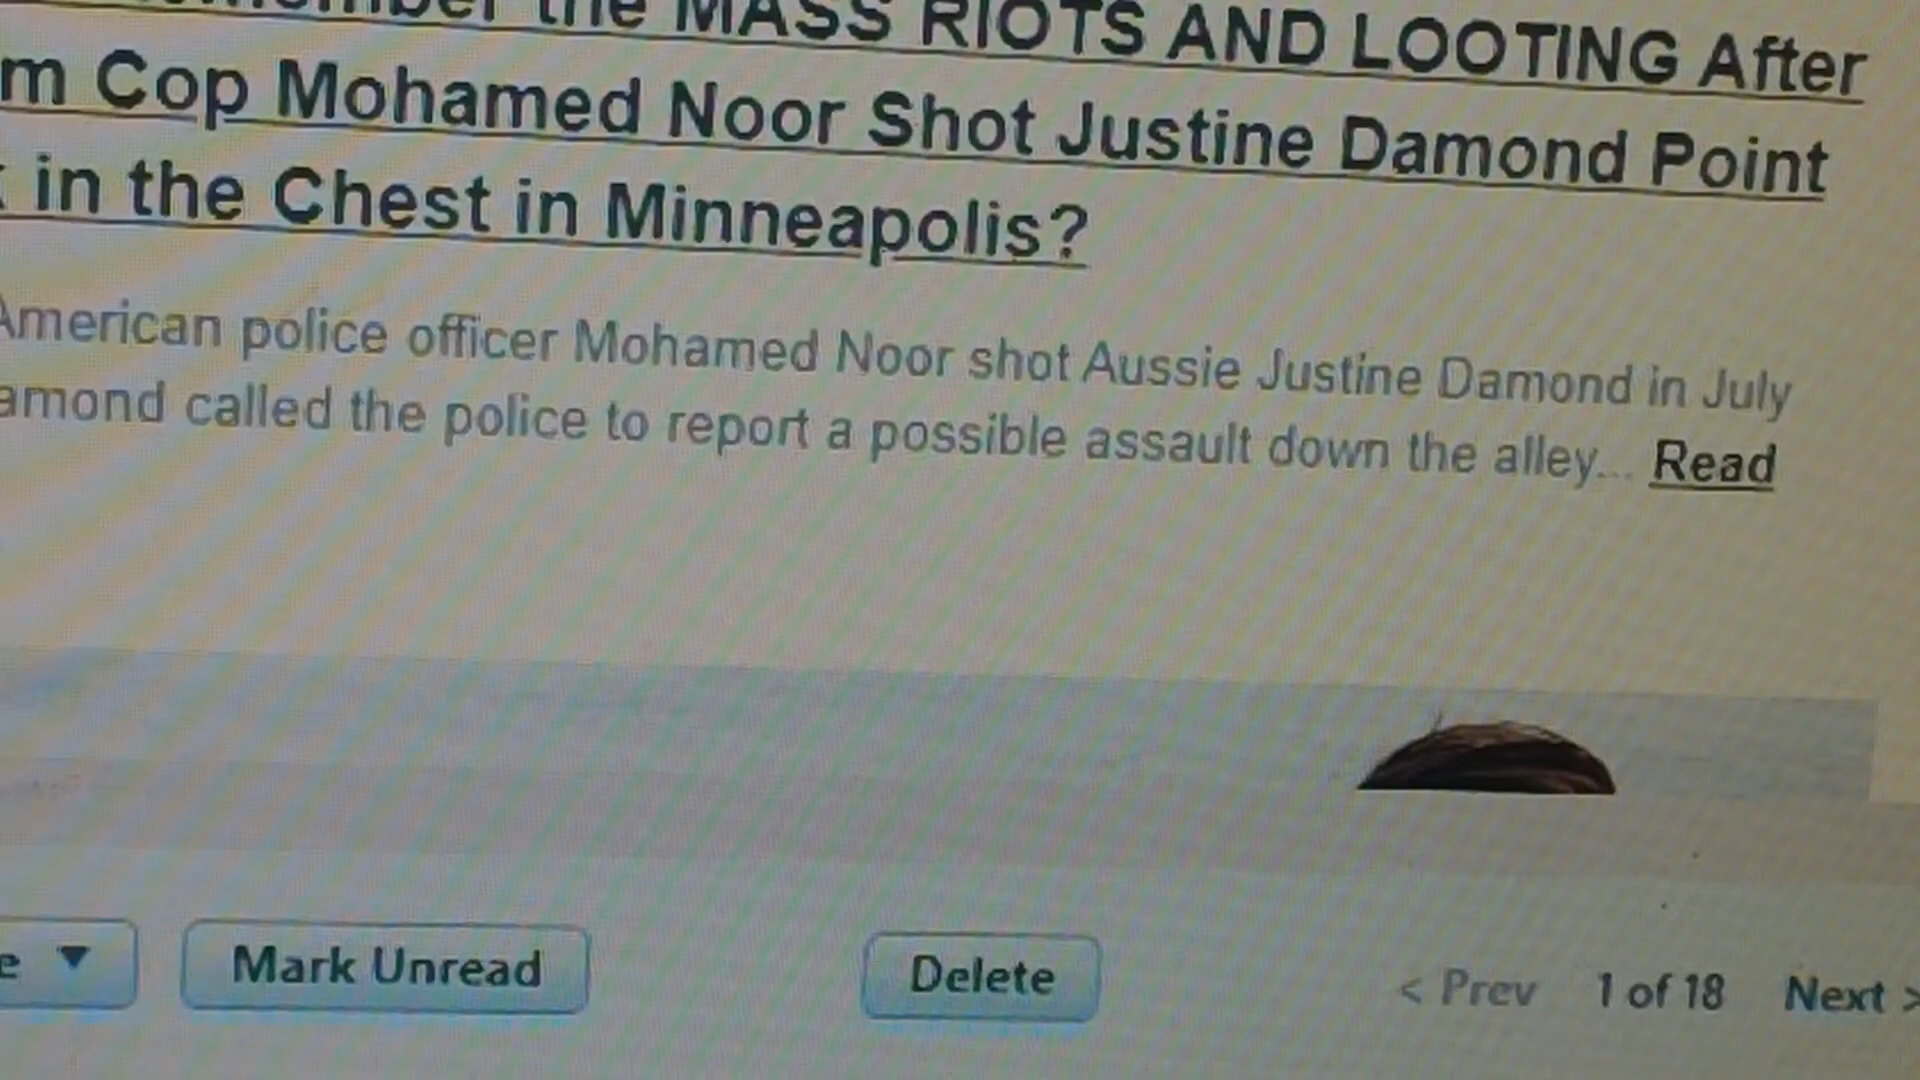 the MASS RIOTS AND LOOTING After
m Cop Mohamed Noor Shot Justine Damond Point
in the Chest in Minneapolis?
American police officer Mohamed Noor shot Aussie Justine Damond in July
amond called the police to report a possible assault down the alley... Read
e ▼
Mark Unread
Delete
< Prev 1 of 18 Next >